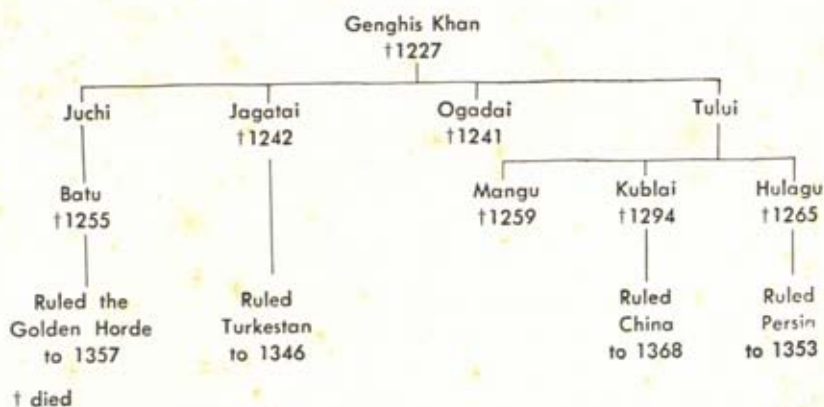 Genghis Khan
†1227
Juchi
Jagatai
†1242
Ogadai
†1241
Tului
Batu
†1255
Mangu
†1259
Kublai
†1294
Hulagu
†1265
Ruled the
Golden Horde
to 1357
Ruled
Turkestan
to 1346
Ruled
China
to 1368
Ruled
Persia
to 1353
† died